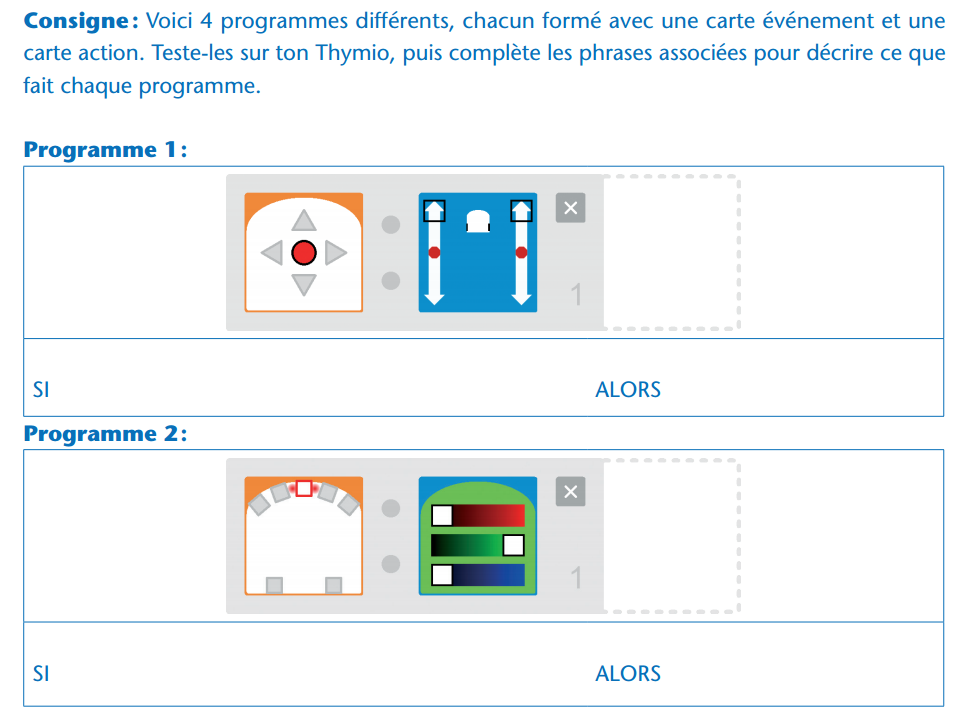 Consigne : Voici 4 programmes différents, chacun formé avec une carte événement et une
carte action. Teste-les sur ton Thymio, puis complète les phrases associées pour décrire ce que
fait chaque programme.
Programme 1 :
1
SI ALORS
Programme 2 :
1
SI ALORS